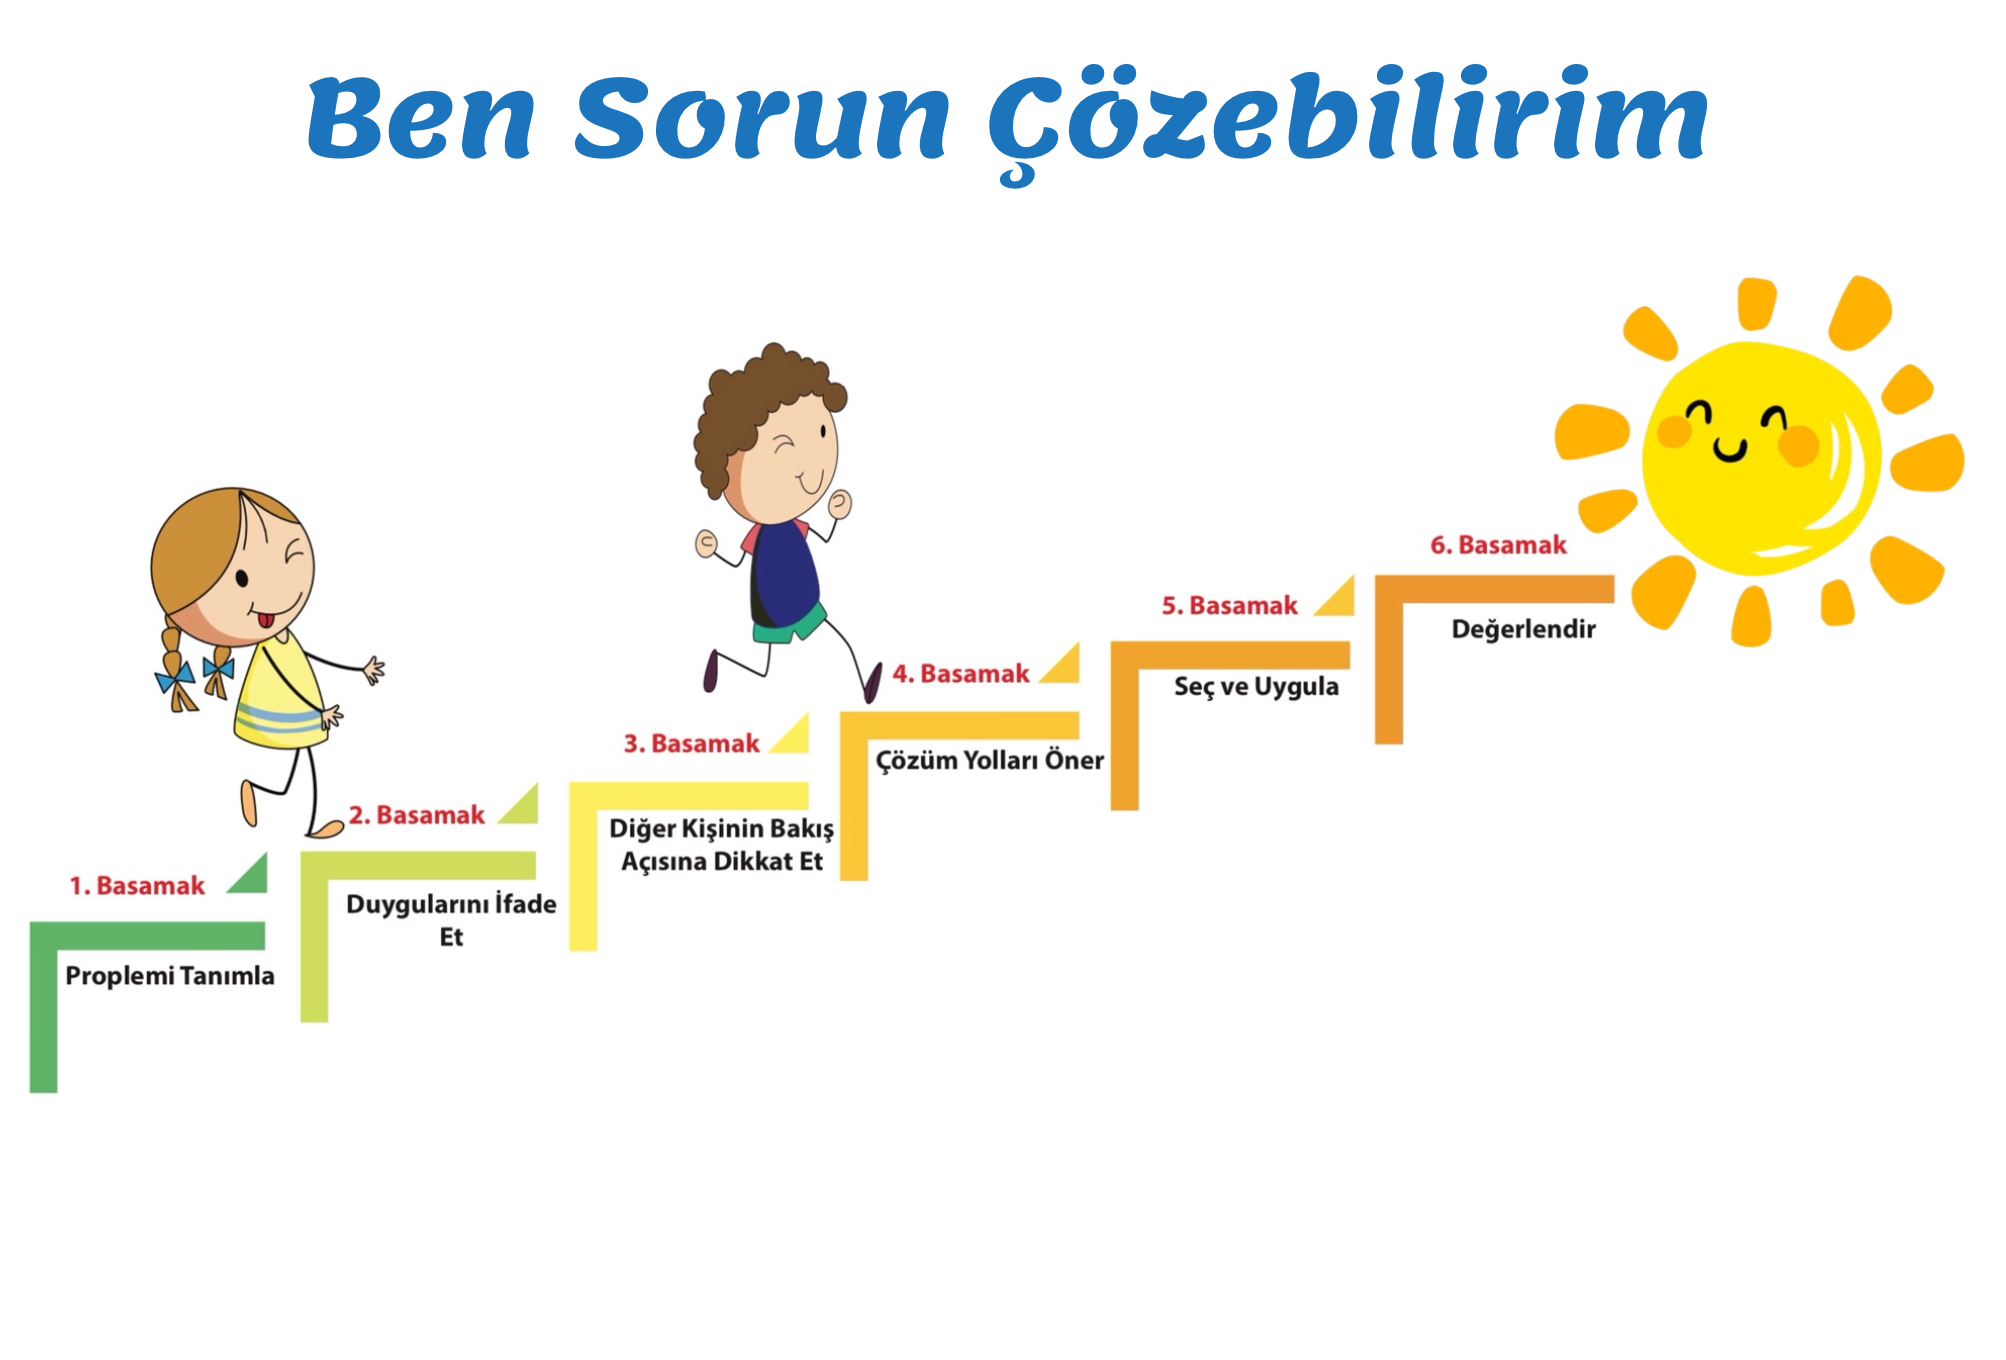 Ben Sorun Çözebilirim
1. Basamak
Proplemi Tanımla
2. Basamak
Duygularını İfade
Et
3. Basamak
Diğer Kişinin Bakış
Açısına Dikkat Et
4. Basamak
Çözüm Yolları Öner
5. Basamak
Seç ve Uygula
6. Basamak
Değerlendir